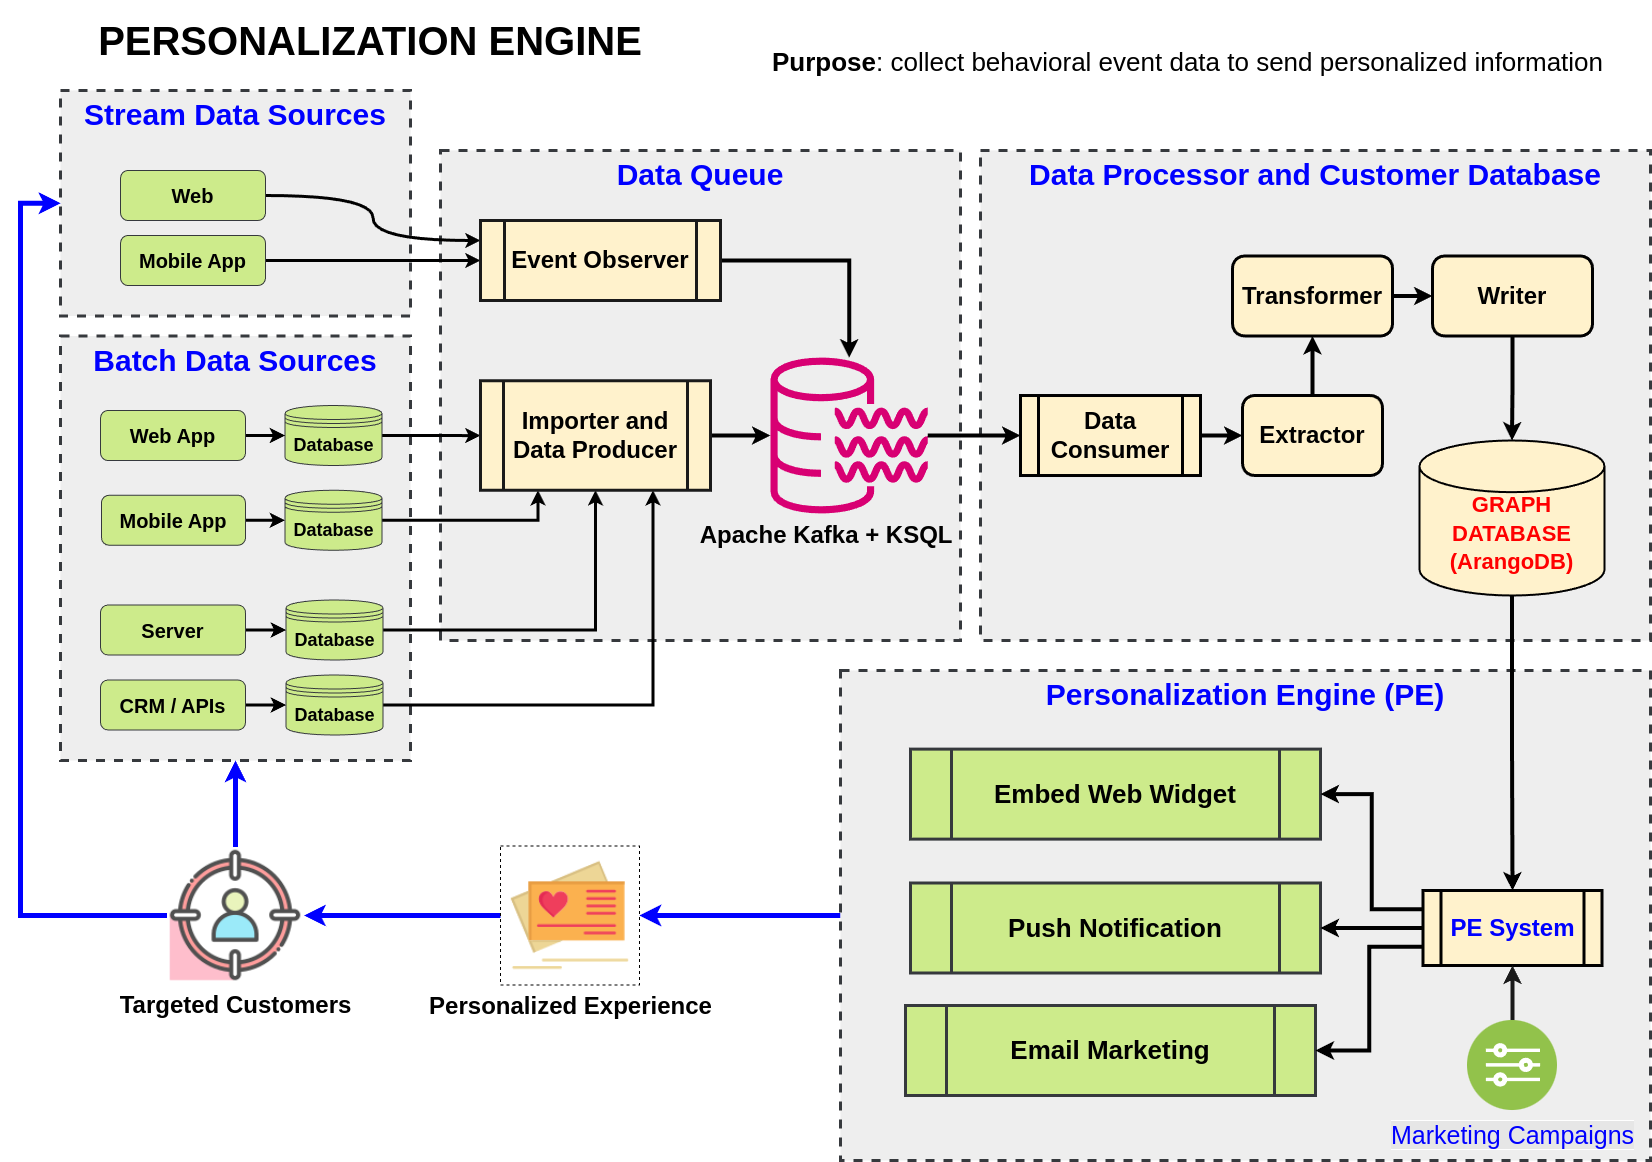 PERSONALIZATION ENGINE
Purpose: collect behavioral event data to send personalized information
Stream Data Sources
Web
Mobile App
Batch Data Sources
Web App
Database
Mobile App
Database
Server
Database
CRM / APIs
Database
Data Queue
Event Observer
Importer and
Data Producer
Apache Kafka + KSQL
Data Processor and Customer Database
Transformer
Writer
Data
Consumer
Extractor
GRAPH
DATABASE
(ArangoDB)
Personalization Engine (PE)
Embed Web Widget
Push Notification
Email Marketing
PE System
Marketing Campaigns
Targeted Customers
Personalized Experience